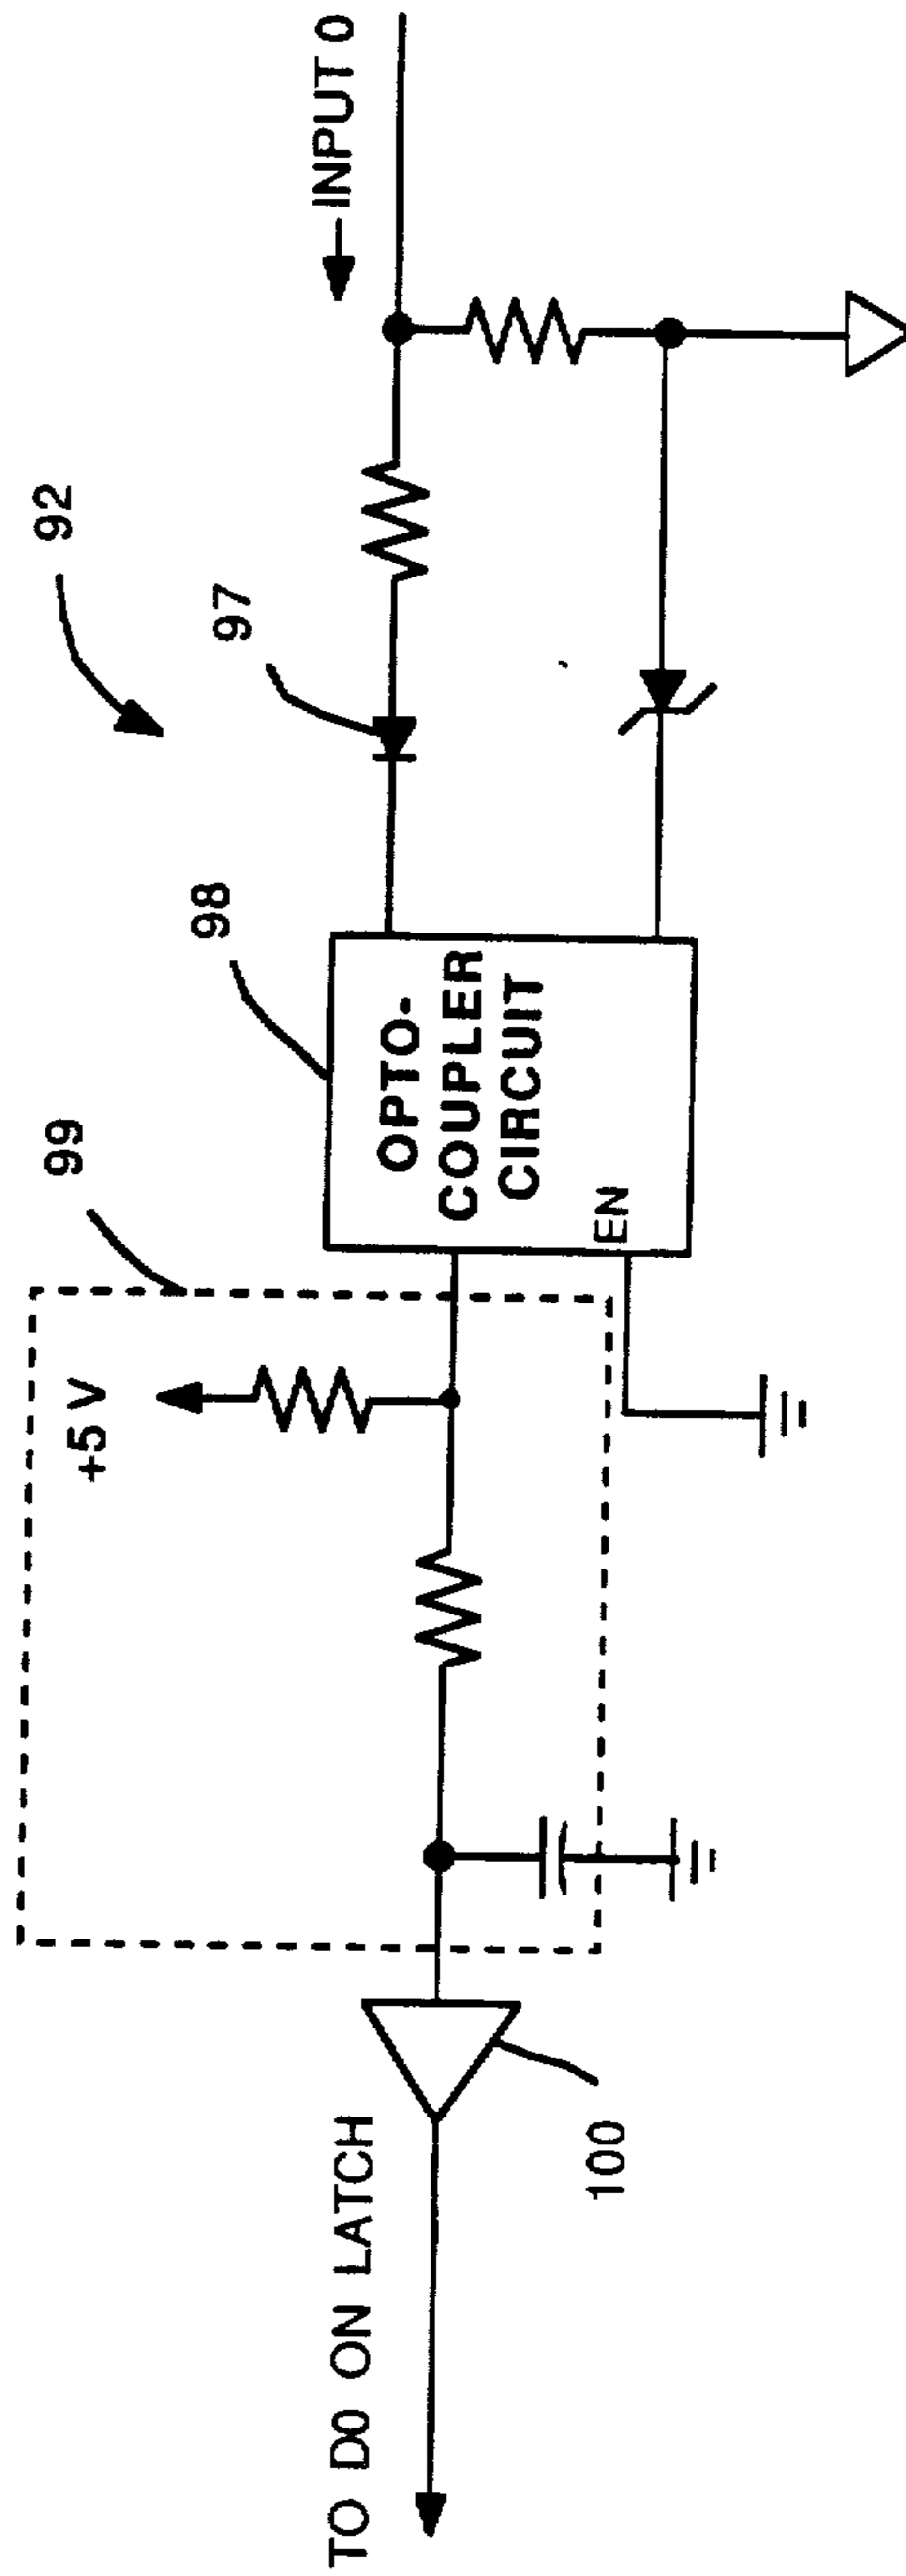 92
99
98
97
+5 V
INPUT 0
OPTO-
COUPLER
CIRCUIT
EN
TO D0 ON LATCH
100